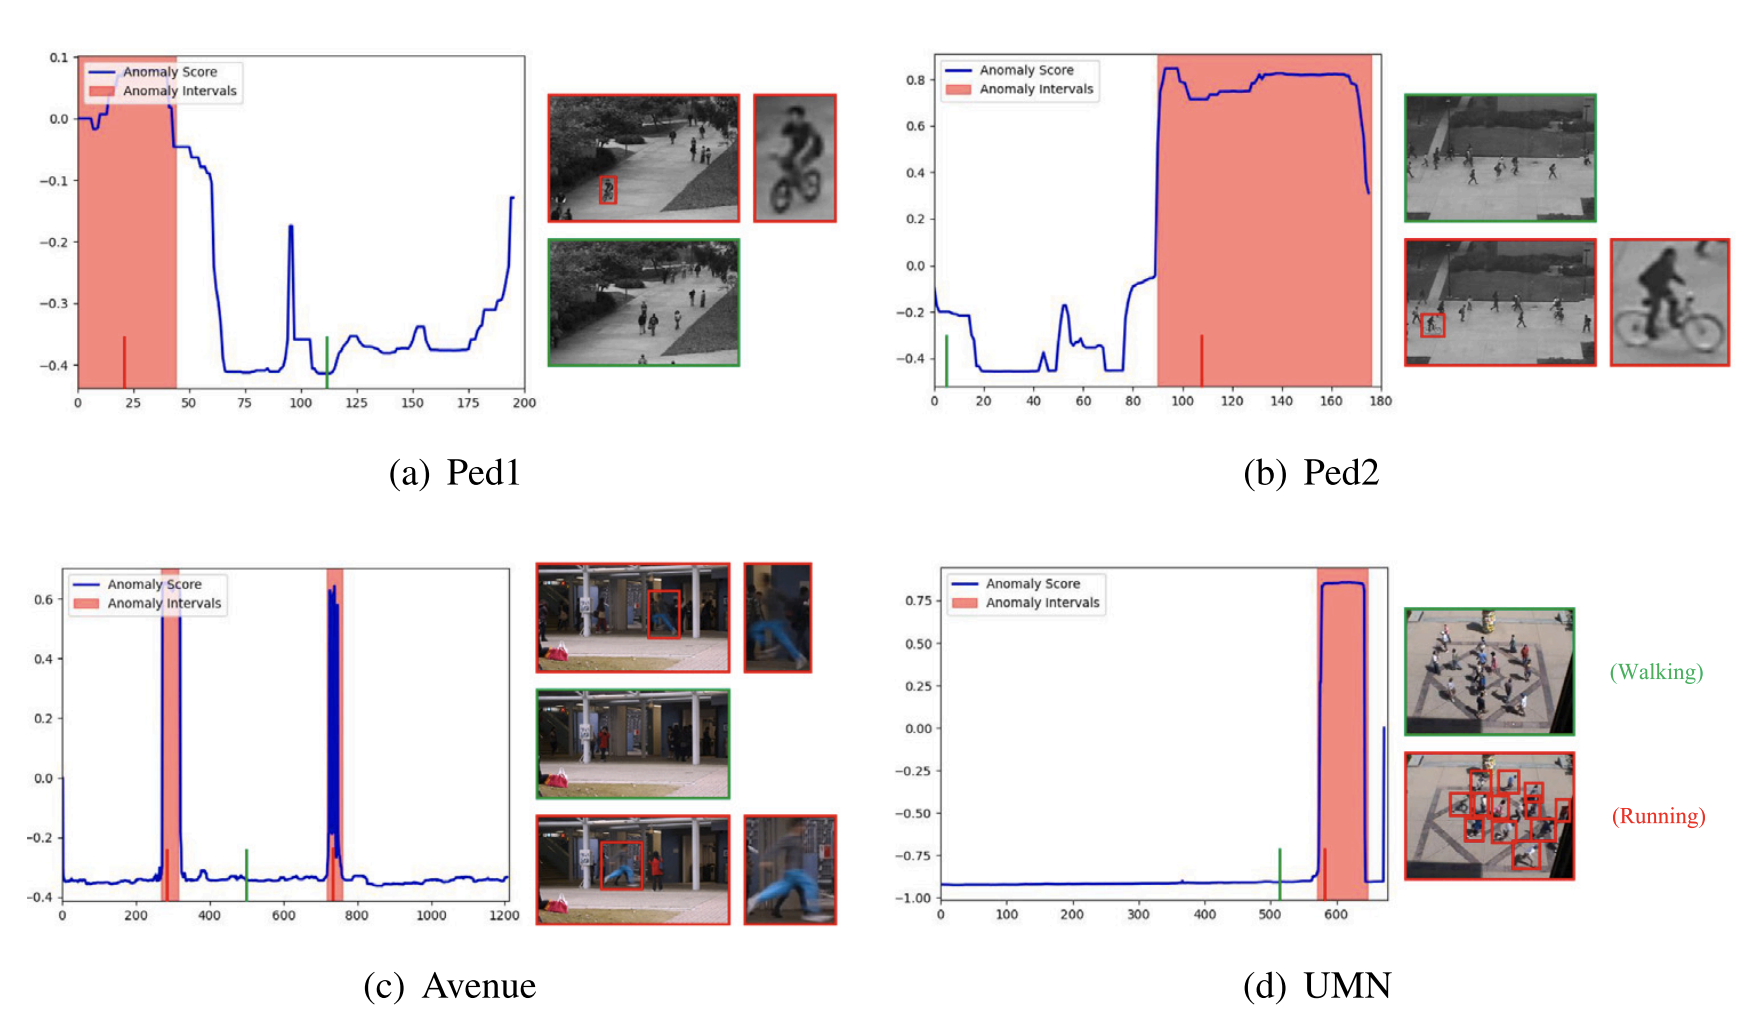 0.1
0.0
−0.1
−0.2
−0.3
−0.4
Anomaly Score
Anomaly Intervals
0 25 50 75 100 125 150 175 200
(a) Ped1
0.8
0.6
0.4
0.2
0.0
−0.2
−0.4
Anomaly Score
Anomaly Intervals
0 20 40 60 80 100 120 140 160 180
(b) Ped2
0.6
0.4
0.2
0.0
−0.2
−0.4
Anomaly Score
Anomaly Intervals
0 200 400 600 800 1000 1200
(c) Avenue
0.75
0.50
0.25
0.00
−0.25
−0.50
−0.75
−1.00
Anomaly Score
Anomaly Intervals
0 100 200 300 400 500 600
(Walking)
(Running)
(d) UMN